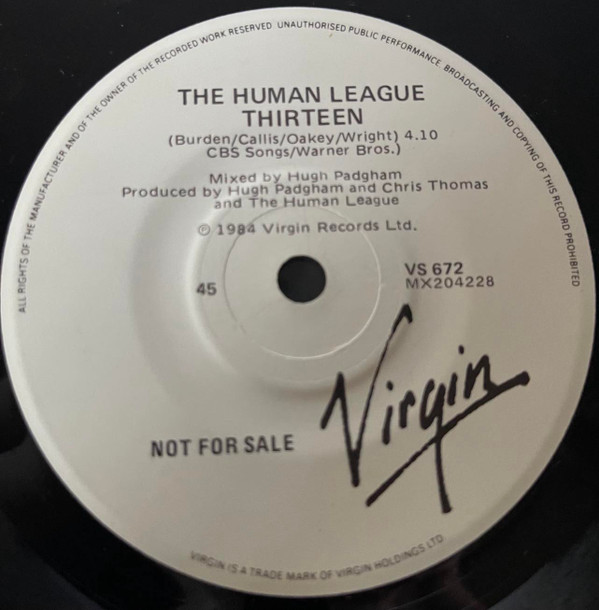 ALL RIGHTS OF THE MANUFACTURER AND OF THE OWNER OF THE RECORDED WORK RESERVED. UNAUTHORISED PUBLIC PERFORMANCE, BROADCASTING AND COPYING OF THIS RECORD PROHIBITED
THE HUMAN LEAGUE
THIRTEEN
(Burden/Callis/Oakey/Wright) 4.10
CBS Songs/Warner Bros.)
Mixed by Hugh Padgham
Produced by Hugh Padgham and Chris Thomas
and The Human League
℗ 1984 Virgin Records Ltd.
45
VS 672
MX204228
Virgin
NOT FOR SALE
VIRGIN IS A TRADE MARK OF VIRGIN HOLDINGS LTD